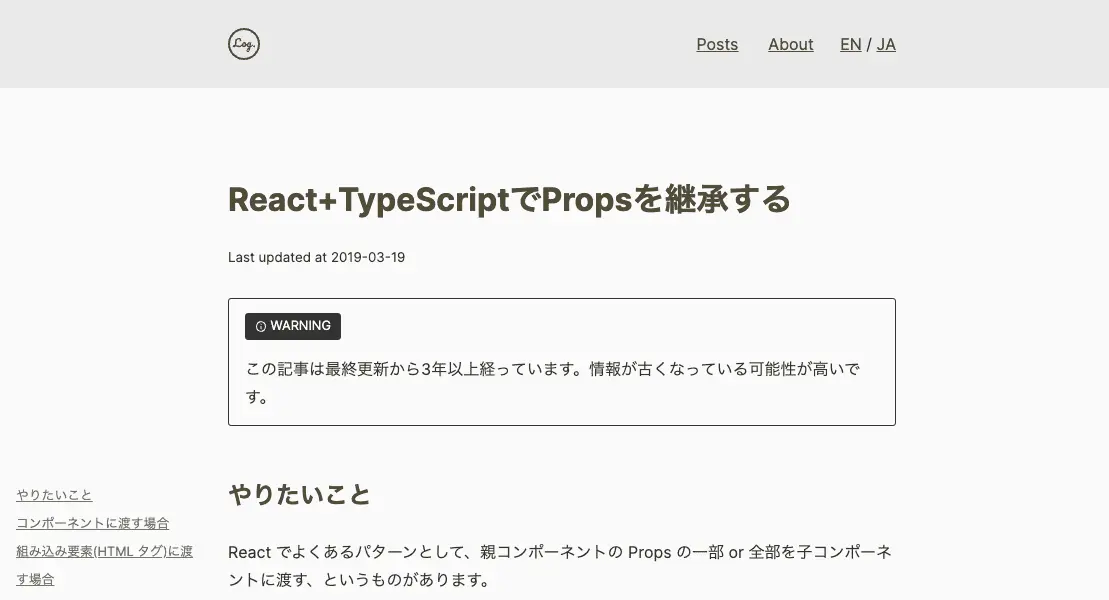 Log.
Posts About EN / JA
React+TypeScriptでPropsを継承する
Last updated at 2019-03-19
WARNING
この記事は最終更新から3年以上経っています。情報が古くなっている可能性が高いで
す。
やりたいこと
コンポーネントに渡す場合
組み込み要素(HTML タグ)に渡
す場合
やりたいこと
React でよくあるパターンとして、親コンポーネントの Props の一部 or 全部を子コンポーネ
ントに渡す、というものがあります。